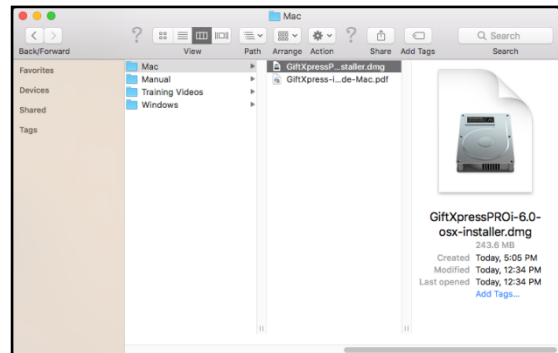 Mac
?
?
Q Search
Back/Forward View Path Arrange Action Share Add Tags Search
Favorites
Devices
Shared
Tags
Mac
Manual
Training Videos
Windows
GiftXpressP...staller.dmg
GiftXpress-i...de-Mac.pdf
GiftXpressPROi-6.0-
osx-installer.dmg
243.6 MB
Created Today, 5:05 PM
Modified Today, 12:34 PM
Last opened Today, 12:34 PM
Add Tags...